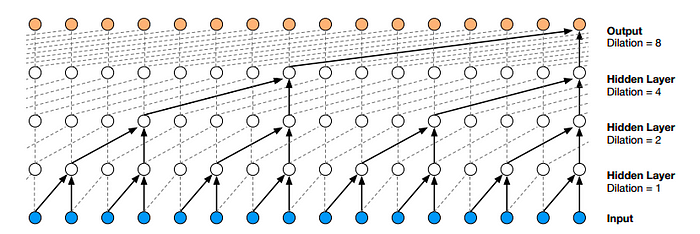 Output
Dilation = 8
Hidden Layer
Dilation = 4
Hidden Layer
Dilation = 2
Hidden Layer
Dilation = 1
Input